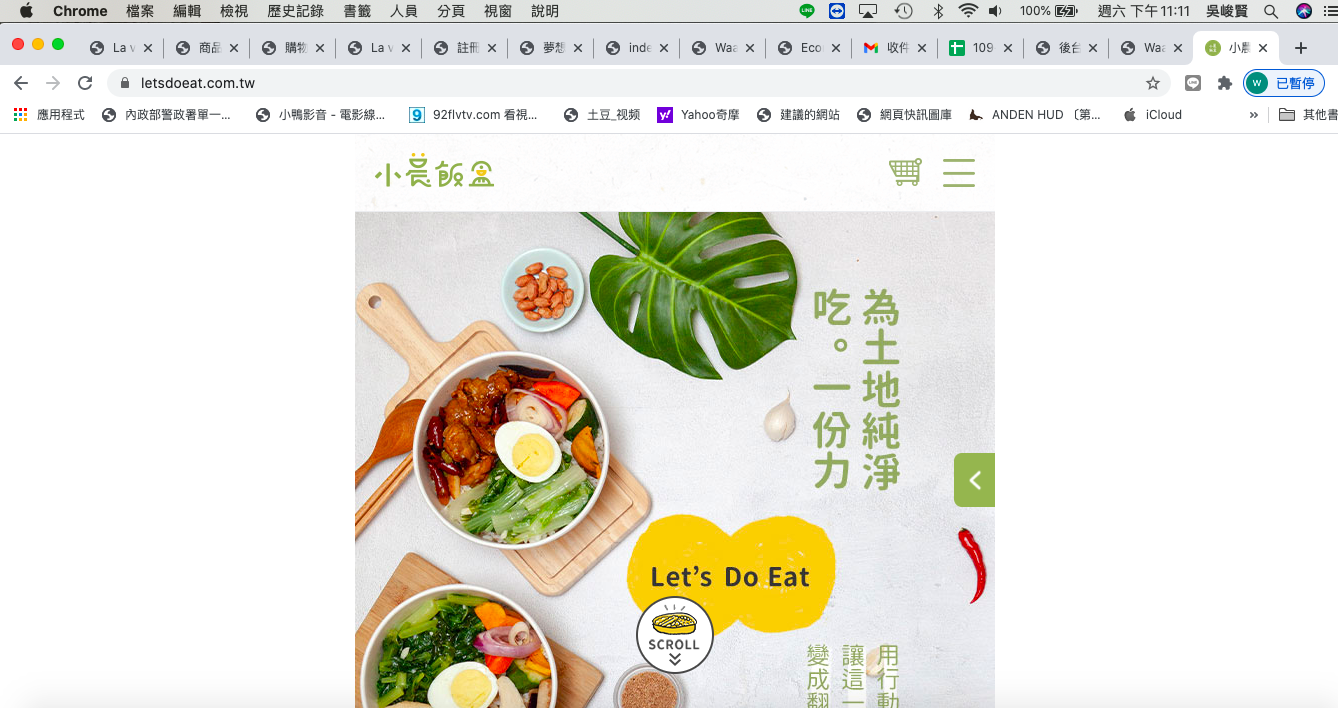 Chrome 檔案 編輯 檢視 歷史記錄 書籤 人員 分頁 視窗 說明 LINE 100% 週六 下午11:11 吳峻賢
La v 商品 購物 La v 註冊 夢想 inde Waa Eco 收件 109 後台 Waa 小農
letsdoeat.com.tw W 已暫停
應用程式 內政部警政署單一... 小鴨影音 - 電影線... 92flvtv.com 看視... 土豆_视频 Yahoo奇摩 建議的網站 網頁快訊圖庫 ANDEN HUD 〔第... iCloud » 其他書
小晨飯盒
為土地純淨
吃。一份力
Let's Do Eat
SCROLL
用行動
讓這一
變成翻